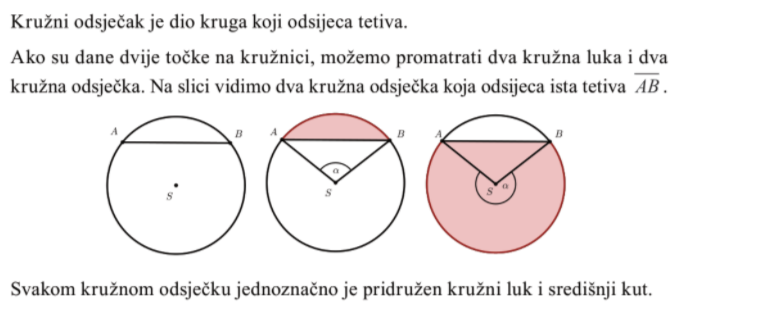 Kružni odsječak je dio kruga koji odsijeca tetiva.
Ako su dane dvije točke na kružnici, možemo promatrati dva kružna luka i dva
kružna odsječka. Na slici vidimo dva kružna odsječka koja odsijeca ista tetiva A̅B̅.
A B A B A B
S α S S α
Svakom kružnom odsječku jednoznačno je pridružen kružni luk i središnji kut.